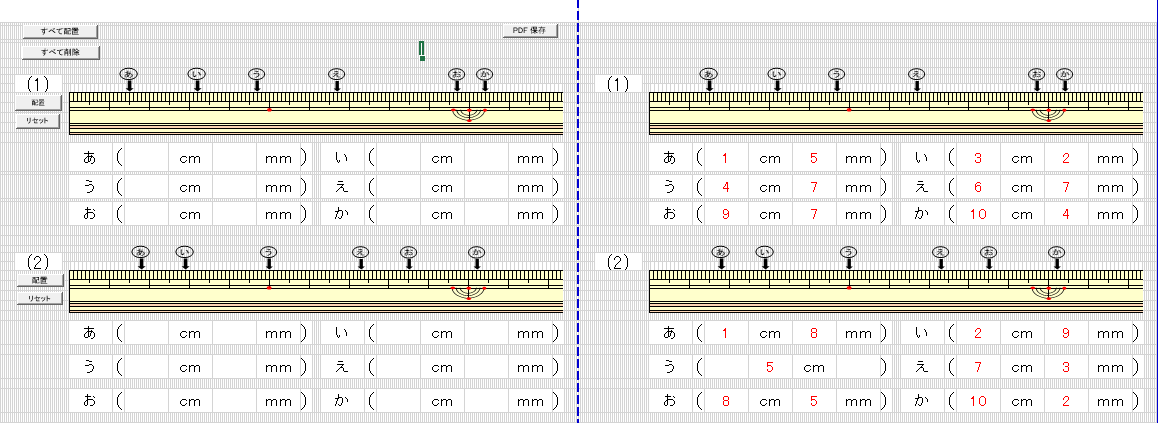 すべて配置 PDF 保存
すべて削除
あ い う え お か あ い う え お か
(1) (1)
配置
リセット
あ ( cm mm ) い ( cm mm ) あ ( 1 cm 5 mm ) い ( 3 cm 2 mm )
う ( cm mm ) え ( cm mm ) う ( 4 cm 7 mm ) え ( 6 cm 7 mm )
お ( cm mm ) か ( cm mm ) お ( 9 cm 7 mm ) か ( 10 cm 4 mm )
あ い う え お か あ い う え お か
(2) (2)
配置
リセット
あ ( cm mm ) い ( cm mm ) あ ( 1 cm 8 mm ) い ( 2 cm 9 mm )
う ( cm mm ) え ( cm mm ) う ( 5 cm ) え ( 7 cm 3 mm )
お ( cm mm ) か ( cm mm ) お ( 8 cm 5 mm ) か ( 10 cm 2 mm )